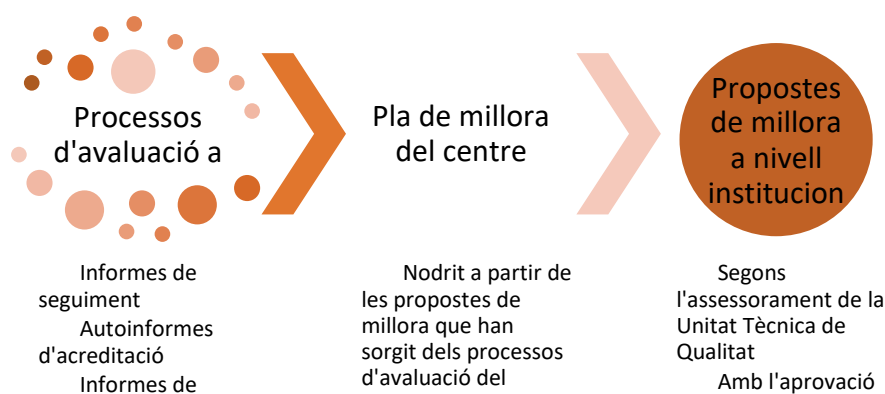 Processos
d'avaluació a
Pla de millora
del centre
Propostes
de millora
a nivell
institucion
Informes de
seguiment
Autoinformes
d'acreditació
Informes de
Nodrit a partir de
les propostes de
millora que han
sorgit dels processos
d'avaluació del
Segons
l'assessorament de la
Unitat Tècnica de
Qualitat
Amb l'aprovació